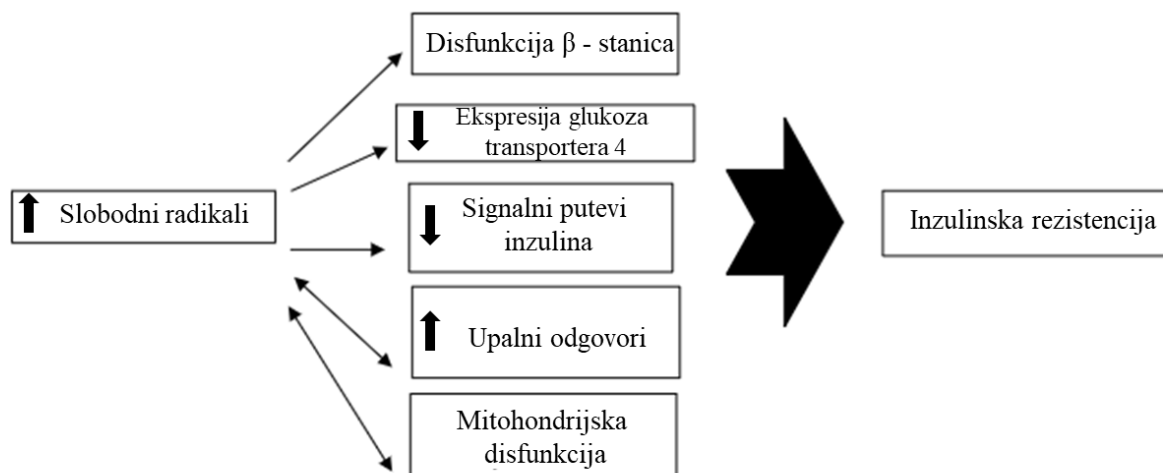 Slobodni radikali
Disfunkcija β - stanica
Ekspresija glukoza
transportera 4
Signalni putevi
inzulina
Upalni odgovori
Mitohondrijska
disfunkcija
Inzulinska rezistencija